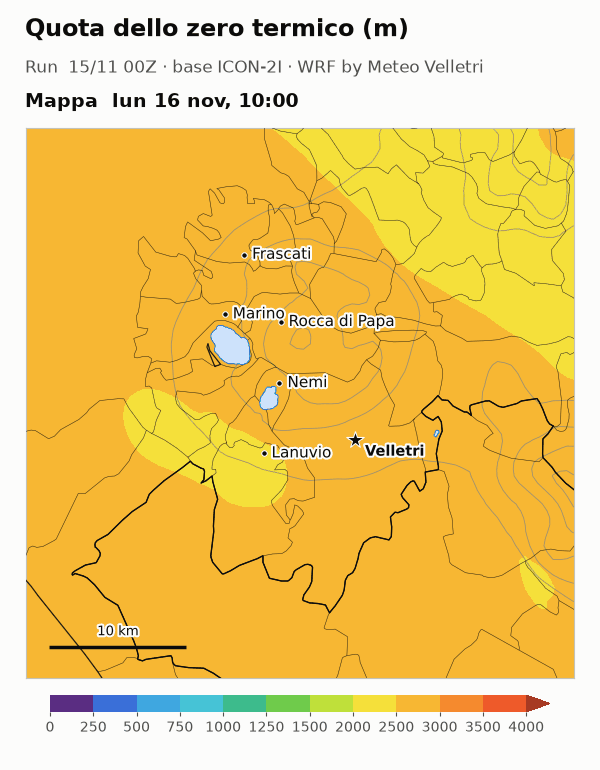 Quota dello zero termico (m)
Run 15/11 00Z · base ICON-2I · WRF by Meteo Velletri
Mappa lun 16 nov, 10:00
Frascati
Marino
Rocca di Papa
Nemi
Velletri
Lanuvio
10 km
0 250 500 750 1000 1250 1500 2000 2500 3000 3500 4000